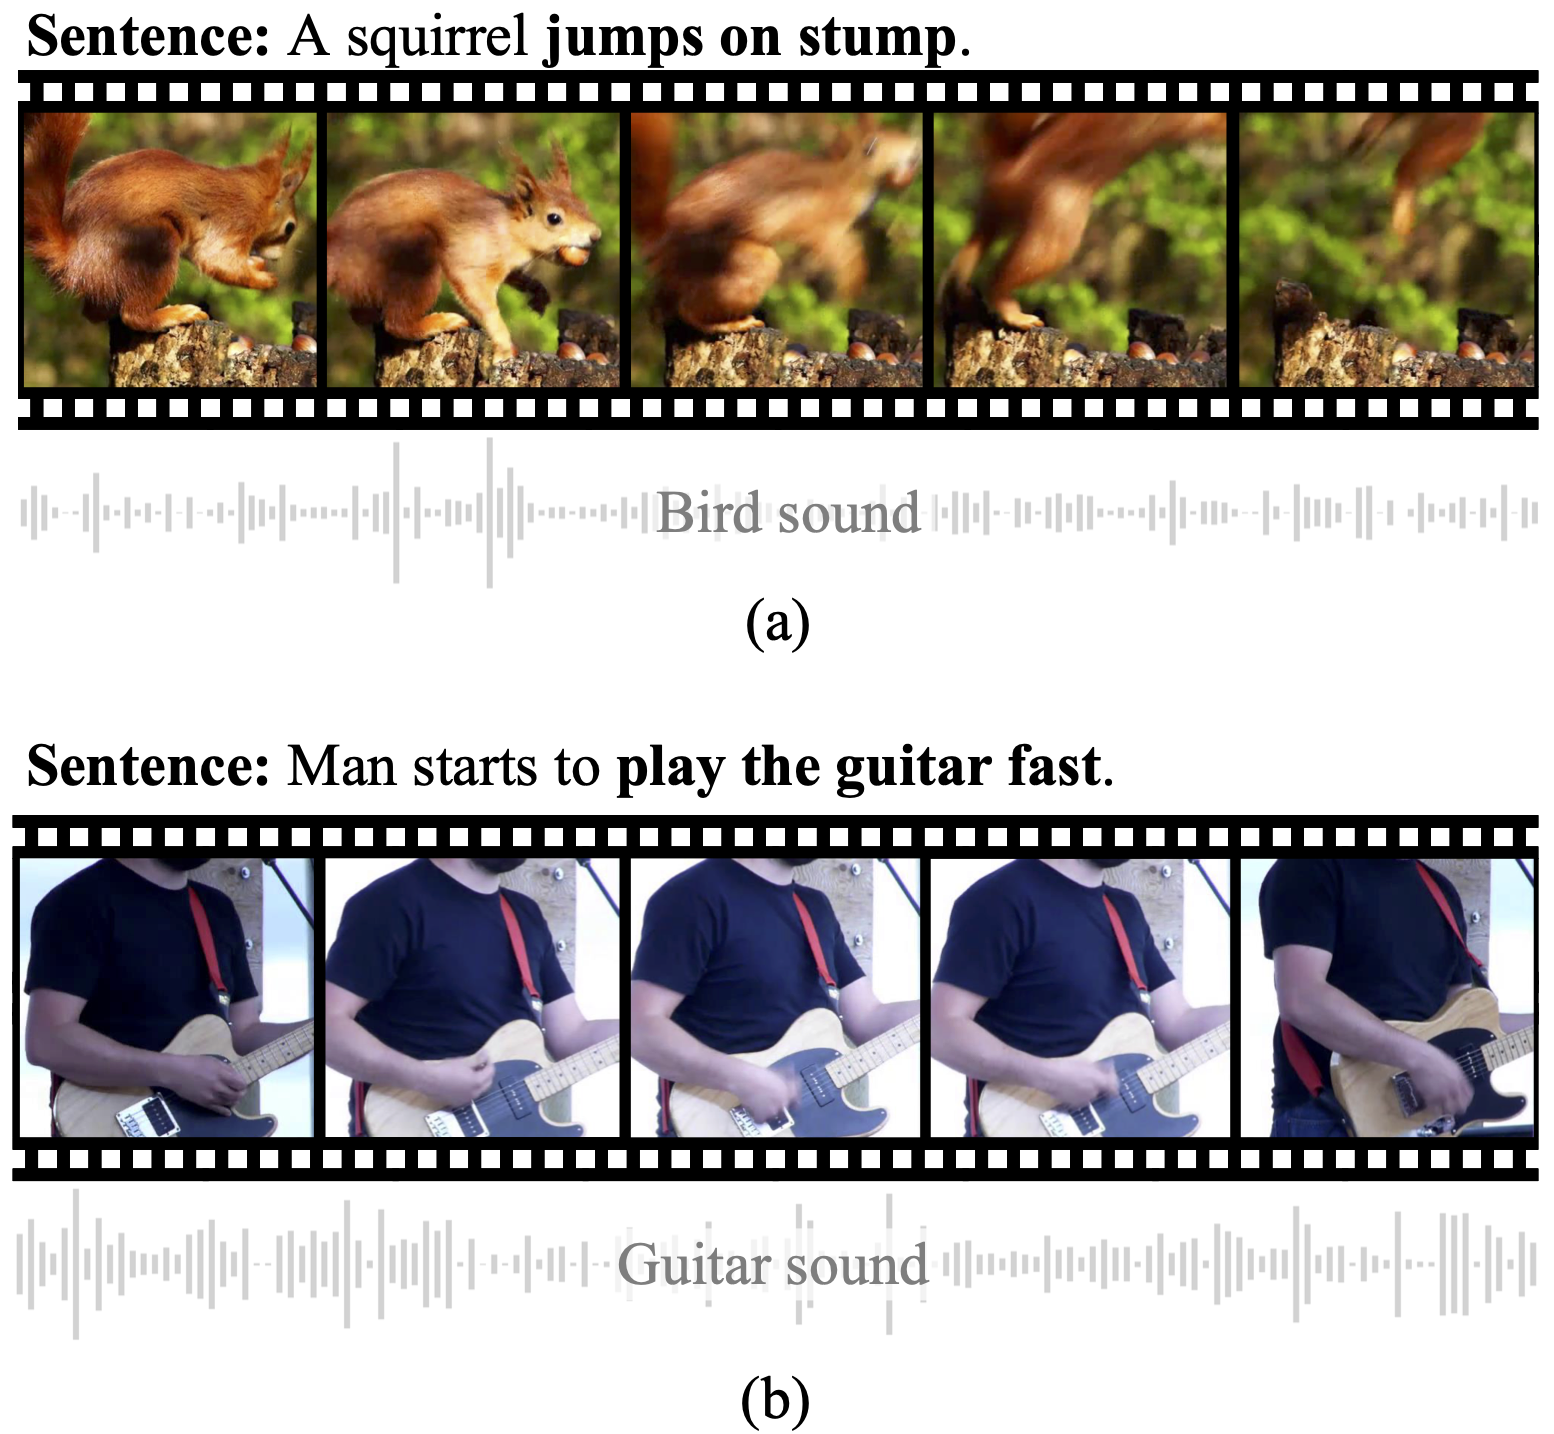 Sentence: A squirrel jumps on stump.
Bird sound
(a)
Sentence: Man starts to play the guitar fast.
Guitar sound
(b)